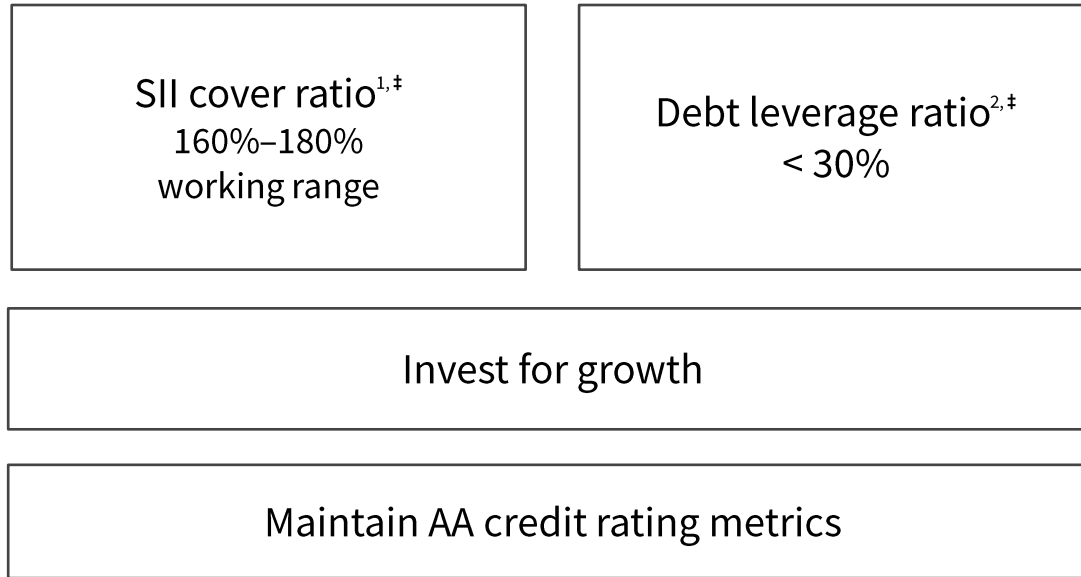 SII cover ratio¹,‡
160%–180%
working range
Debt leverage ratio²,‡
< 30%
Invest for growth
Maintain AA credit rating metrics